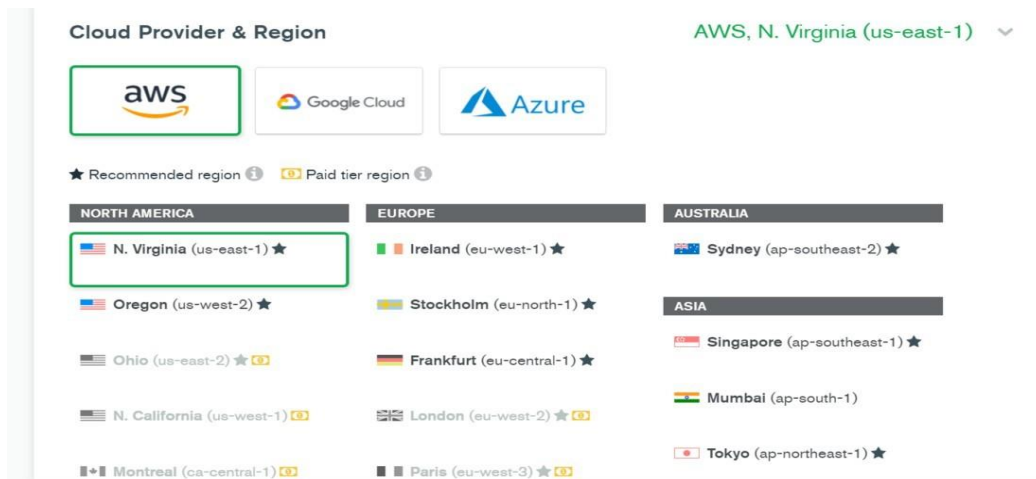 Cloud Provider & Region
AWS, N. Virginia (us-east-1)
aws
Google Cloud
Azure
Recommended region
Paid tier region
NORTH AMERICA
N. Virginia (us-east-1)
Oregon (us-west-2)
Ohio (us-east-2)
N. California (us-west-1)
Montreal (ca-central-1)
EUROPE
Ireland (eu-west-1)
Stockholm (eu-north-1)
Frankfurt (eu-central-1)
London (eu-west-2)
Paris (eu-west-3)
AUSTRALIA
Sydney (ap-southeast-2)
ASIA
Singapore (ap-southeast-1)
Mumbai (ap-south-1)
Tokyo (ap-northeast-1)